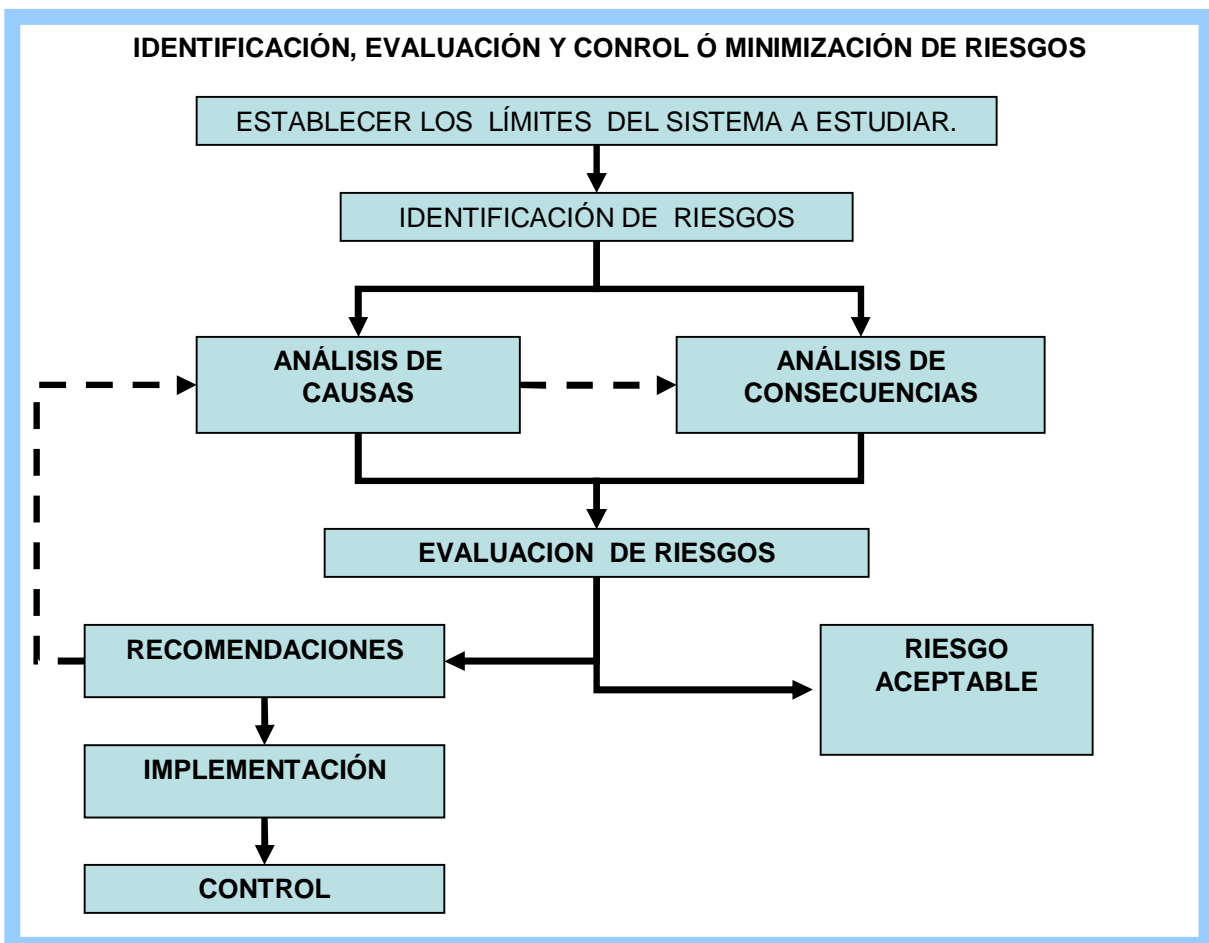 IDENTIFICACIÓN, EVALUACIÓN Y CONROL Ó MINIMIZACIÓN DE RIESGOS
ESTABLECER LOS LÍMITES DEL SISTEMA A ESTUDIAR.
IDENTIFICACIÓN DE RIESGOS
ANÁLISIS DE
CAUSAS
ANÁLISIS DE
CONSECUENCIAS
EVALUACION DE RIESGOS
RECOMENDACIONES
RIESGO
ACEPTABLE
IMPLEMENTACIÓN
CONTROL